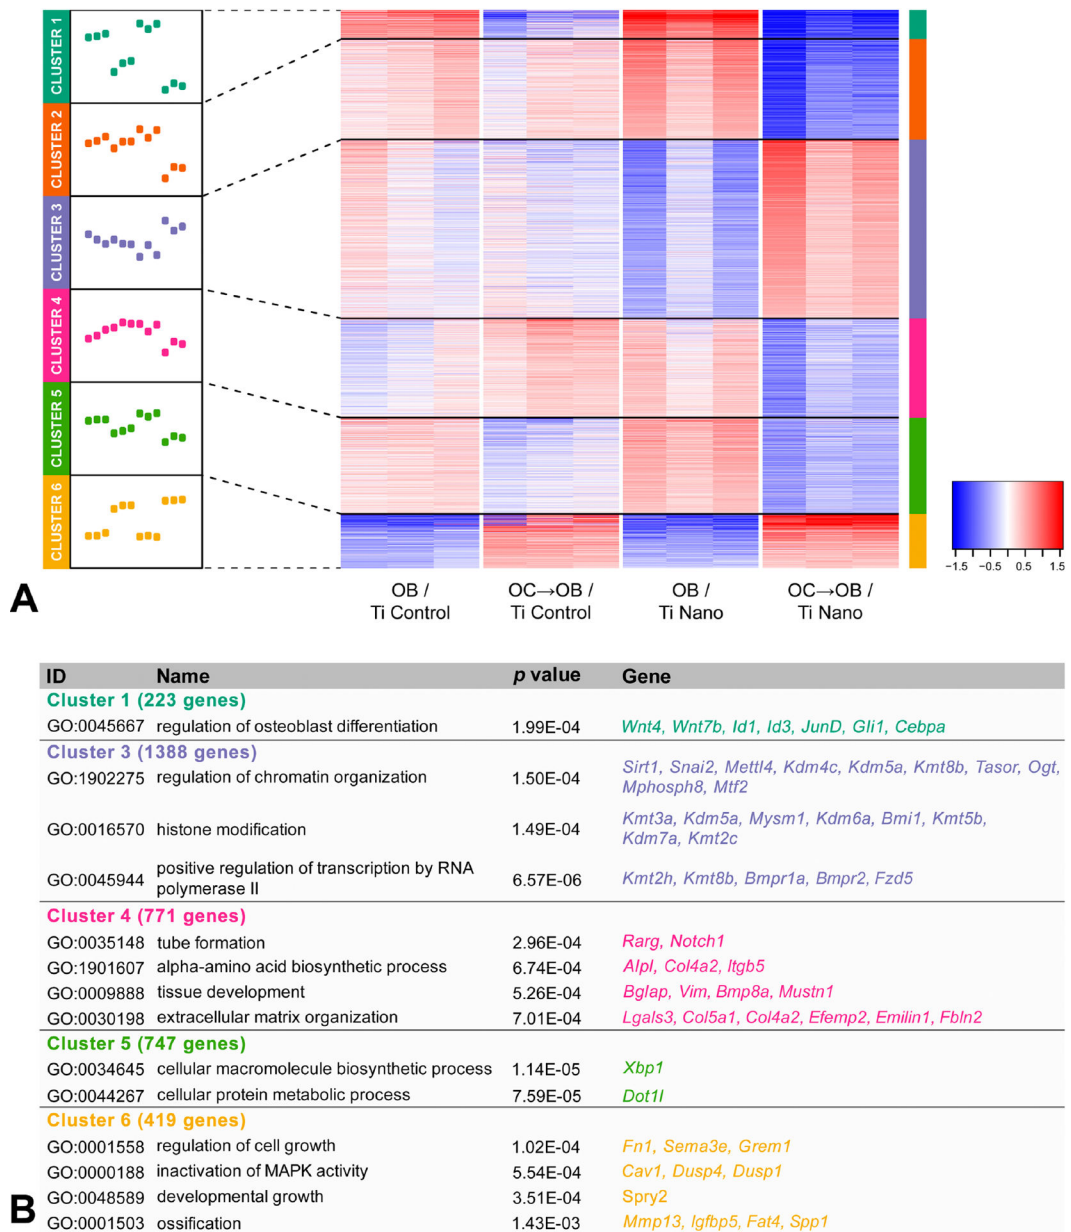 CLUSTER 1
CLUSTER 2
CLUSTER 3
CLUSTER 4
CLUSTER 5
CLUSTER 6
−1.5 −0.5 0.5 1.5
A
OB /
Ti Control
OC→OB /
Ti Control
OB /
Ti Nano
OC→OB /
Ti Nano
ID Name p value Gene
Cluster 1 (223 genes)
GO:0045667 regulation of osteoblast differentiation 1.99E-04 Wnt4, Wnt7b, Id1, Id3, JunD, Gli1, Cebpa
Cluster 3 (1388 genes)
GO:1902275 regulation of chromatin organization 1.50E-04 Sirt1, Snai2, Mettl4, Kdm4c, Kdm5a, Kmt8b, Tasor, Ogt,
Mphosph8, Mtf2
GO:0016570 histone modification 1.49E-04 Kmt3a, Kdm5a, Mysm1, Kdm6a, Bmi1, Kmt5b,
Kdm7a, Kmt2c
GO:0045944 positive regulation of transcription by RNA
polymerase II 6.57E-06 Kmt2h, Kmt8b, Bmpr1a, Bmpr2, Fzd5
Cluster 4 (771 genes)
GO:0035148 tube formation 2.96E-04 Rarg, Notch1
GO:1901607 alpha-amino acid biosynthetic process 6.74E-04 Alpl, Col4a2, Itgb5
GO:0009888 tissue development 5.26E-04 Bglap, Vim, Bmp8a, Mustn1
GO:0030198 extracellular matrix organization 7.01E-04 Lgals3, Col5a1, Col4a2, Efemp2, Emilin1, Fbln2
Cluster 5 (747 genes)
GO:0034645 cellular macromolecule biosynthetic process 1.14E-05 Xbp1
GO:0044267 cellular protein metabolic process 7.59E-05 Dot1l
Cluster 6 (419 genes)
GO:0001558 regulation of cell growth 1.02E-04 Fn1, Sema3e, Grem1
GO:0000188 inactivation of MAPK activity 5.54E-04 Cav1, Dusp4, Dusp1
GO:0048589 developmental growth 3.51E-04 Spry2
GO:0001503 ossification 1.43E-03 Mmp13, Igfbp5, Fat4, Spp1
B